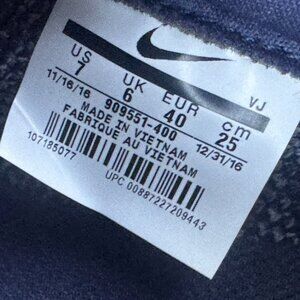 US UK EUR cm VJ
7 6 40 25
11/16/16 12/31/16
909551-400
MADE IN VIETNAM
FABRIQUE AU VIETNAM
107185077
UPC 00887227209443